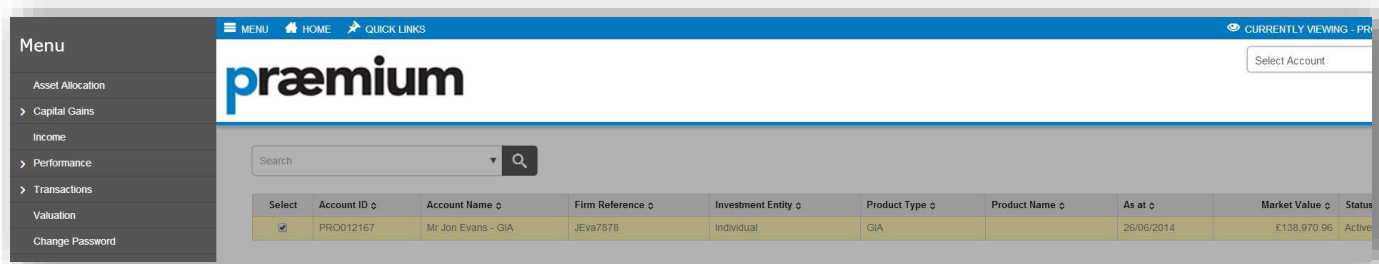 Menu
Asset Allocation
Capital Gains
Income
Performance
Transactions
Valuation
Change Password
MENU HOME QUICK LINKS CURRENTLY VIEWING - PR
præmium
Select Account
Search
Select Account ID Account Name Firm Reference Investment Entity Product Type Product Name As at Market Value Status
PRO012167 Mr Jon Evans - GIA JEva7878 Individual GIA 26/06/2014 £138,970.96 Active